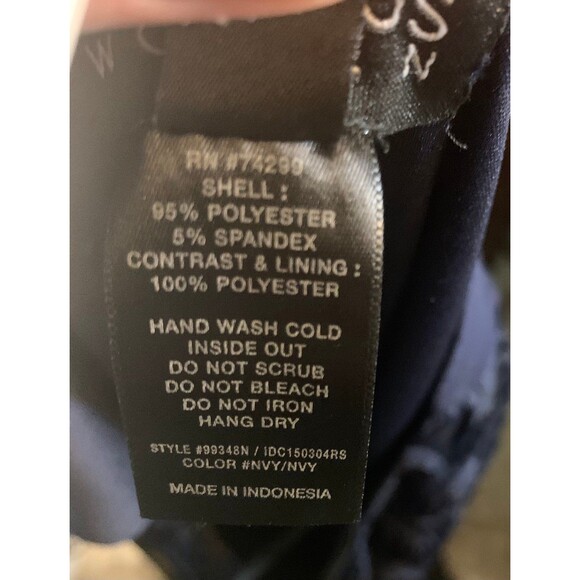 RN #74299
SHELL :
95% POLYESTER
5% SPANDEX
CONTRAST & LINING :
100% POLYESTER
HAND WASH COLD
INSIDE OUT
DO NOT SCRUB
DO NOT BLEACH
DO NOT IRON
HANG DRY
STYLE #99348N / IDC150304RS
COLOR #NVY/NVY
MADE IN INDONESIA